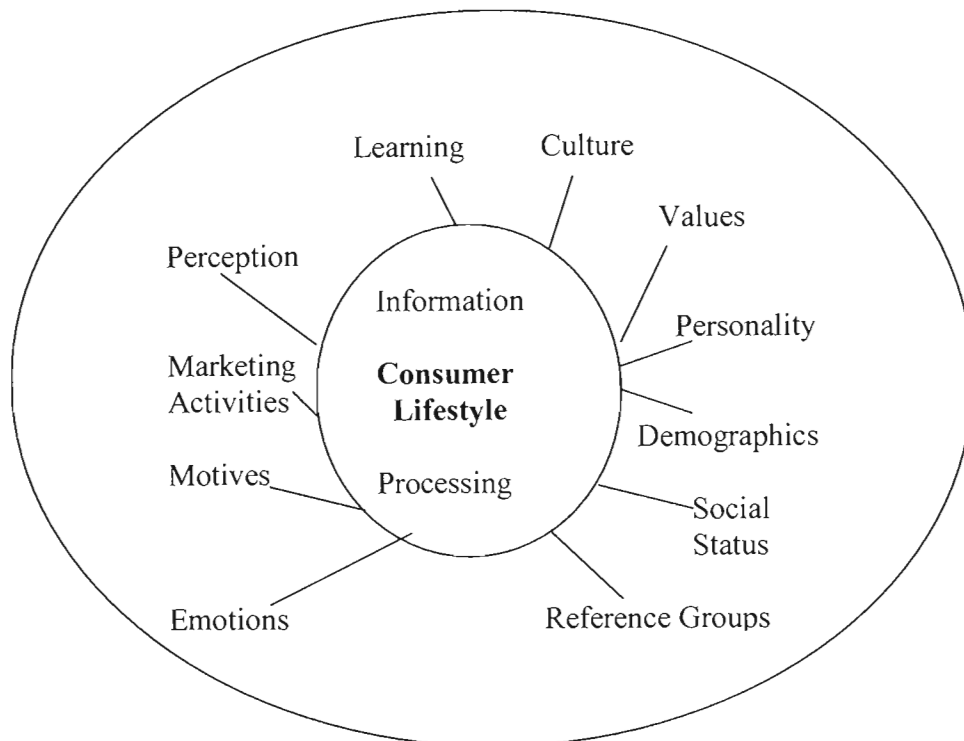 Learning
Culture
Values
Perception
Information
Personality
Marketing
Activities
Consumer
Lifestyle
Demographics
Motives
Processing
Social
Status
Emotions
Reference Groups